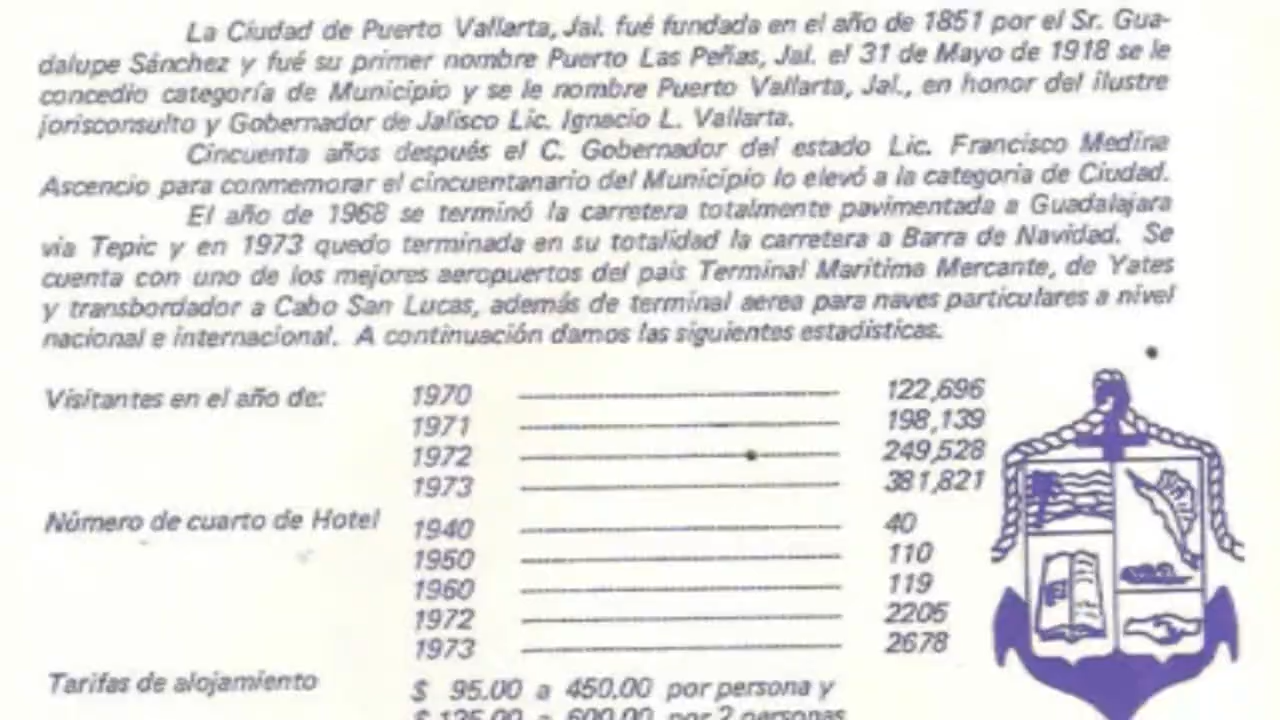 La Ciudad de Puerto Vallarta, Jal. fué fundada en el año de 1851 por el Sr. Gua-
dalupe Sánchez y fué su primer nombre Puerto Las Peñas, Jal. el 31 de Mayo de 1918 se le
concedio categoría de Municipio y se le nombre Puerto Vallarta, Jal., en honor del ilustre
jorisconsulto y Gobernador de Jalisco Lic. Ignacio L. Vallarta.
Cincuenta años después el C. Gobernador del estado Lic. Francisco Medina
Ascencio para conmemorar el cincuentanario del Municipio lo elevó a la categoria de Ciudad.
El año de 1968 se terminó la carretera totalmente pavimentada a Guadalajara
via Tepic y en 1973 quedo terminada en su totalidad la carretera a Barra de Navidad. Se
cuenta con uno de los mejores aeropuertos del país Terminal Marítima Mercante, de Yates
y transbordador a Cabo San Lucas, además de terminal aerea para naves particulares a nivel
nacional e internacional. A continuación damos las siguientes estadisticas.
Visitantes en el año de: 1970 122,696
1971 198,139
1972 249,528
1973 381,821
Número de cuarto de Hotel 1940 40
1950 110
1960 119
1972 2205
1973 2678
Tarifas de alojamiento $ 95.00 a 450.00 por persona y
$ 125.00 a 600.00 por 2 personas